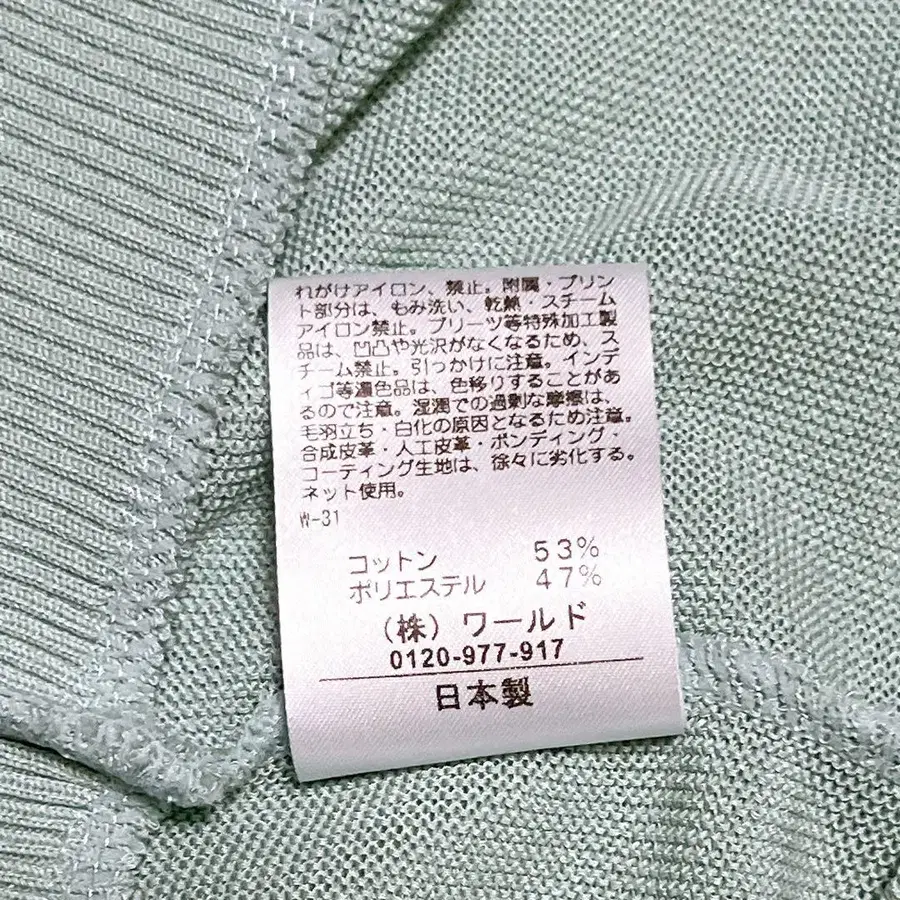 れがけアイロン、禁止。附属・プリン
ト部分は、もみ洗い、乾熱・スチーム
アイロン禁止。プリーツ等特殊加工製
品は、凹凸や光沢がなくなるため、ス
チーム禁止。引っかけに注意。インデ
ィゴ等濃色品は、色移りすることがあ
るので注意。湿潤での過剰な摩擦は、
毛羽立ち・白化の原因となるため注意。
合成皮革・人工皮革・ボンディング・
コーティング生地は、徐々に劣化する。
ネット使用。
W-31
コットン 53%
ポリエステル 47%
（株）ワールド
0120-977-917
日本製